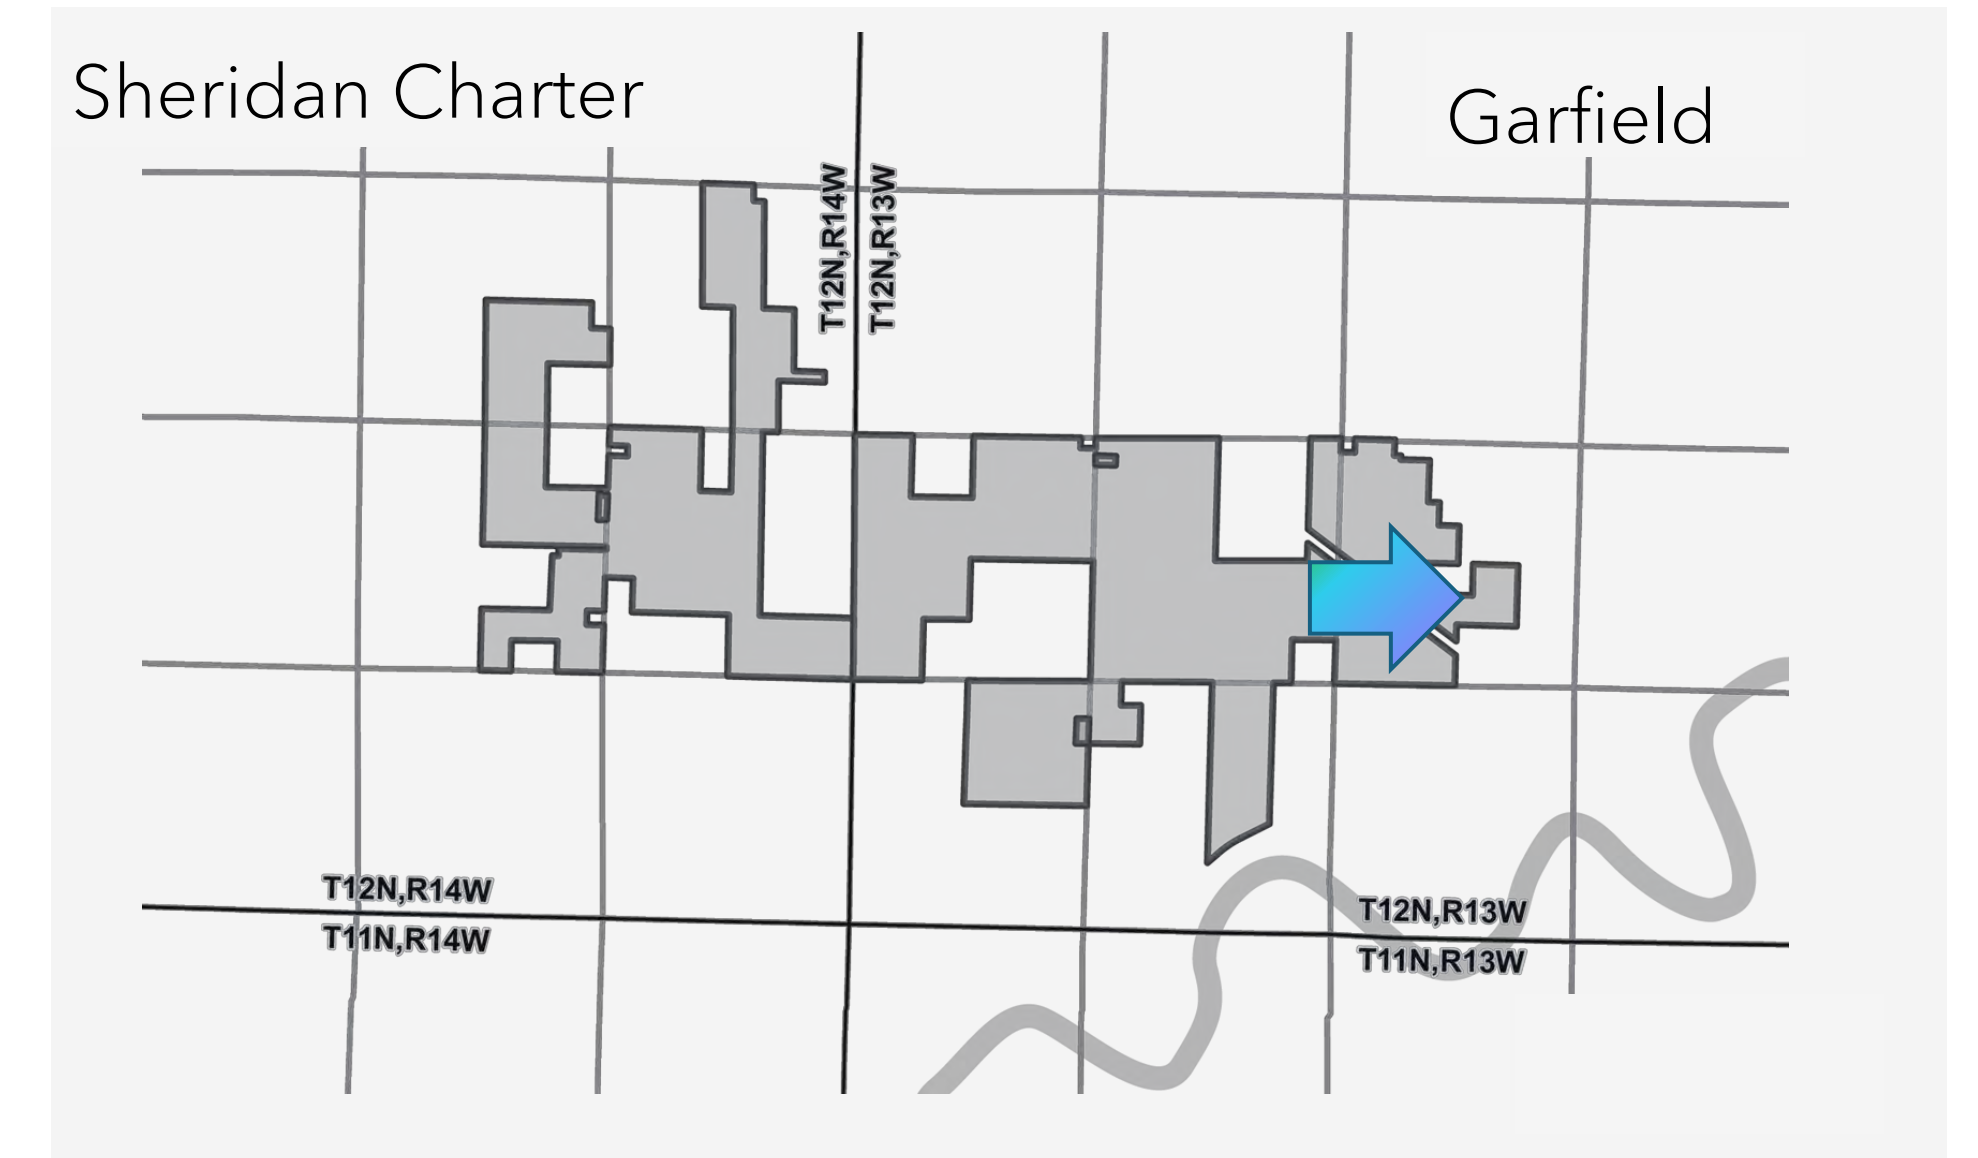 Sheridan Charter
Garfield
T12N,R14W
T12N,R13W
T12N,R14W
T11N,R14W
T12N,R13W
T11N,R13W